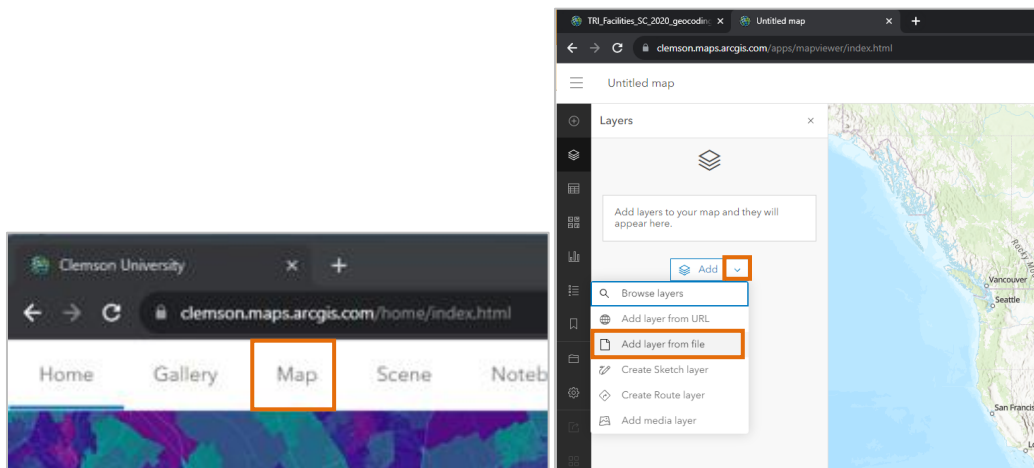 Clemson University
clemson.maps.arcgis.com/home/index.html
Home Gallery Map Scene Noteb
TRI_Facilities_SC_2020_geocoding Untitled map
clemson.maps.arcgis.com/apps/mapviewer/index.html
Untitled map
Layers
Add layers to your map and they will
appear here.
Add
Browse layers
Add layer from URL
Add layer from file
Create Sketch layer
Create Route layer
Add media layer
Rocky
Vancouver
Seattle
San Francis